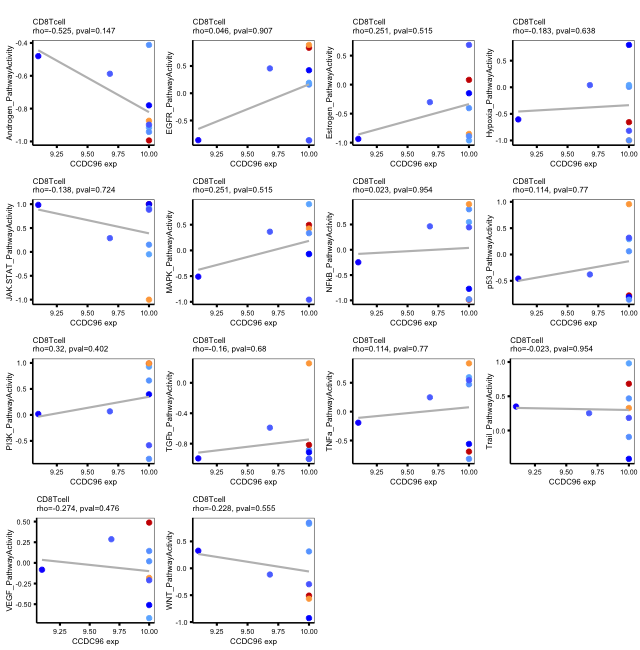 CD8Tcell
rho=-0.525, pval=0.147
Androgen_PathwayActivity
-0.4
-0.6
-0.8
-1.0
9.25 9.50 9.75 10.00
CCDC96 exp
CD8Tcell
rho=0.046, pval=0.907
EGFR_PathwayActivity
0.5
0.0
-0.5
9.25 9.50 9.75 10.00
CCDC96 exp
CD8Tcell
rho=0.251, pval=0.515
Estrogen_PathwayActivity
0.5
0.0
-0.5
-1.0
9.25 9.50 9.75 10.00
CCDC96 exp
CD8Tcell
rho=-0.183, pval=0.638
Hypoxia_PathwayActivity
0.5
0.0
-0.5
-1.0
9.25 9.50 9.75 10.00
CCDC96 exp
CD8Tcell
rho=-0.138, pval=0.724
JAK.STAT_PathwayActivity
1.0
0.5
0.0
-0.5
-1.0
9.25 9.50 9.75 10.00
CCDC96 exp
CD8Tcell
rho=0.251, pval=0.515
MAPK_PathwayActivity
0.5
0.0
-0.5
-1.0
9.25 9.50 9.75 10.00
CCDC96 exp
CD8Tcell
rho=0.023, pval=0.954
NFkB_PathwayActivity
0.5
0.0
-0.5
-1.0
9.25 9.50 9.75 10.00
CCDC96 exp
CD8Tcell
rho=0.114, pval=0.77
p53_PathwayActivity
0.5
0.0
-0.5
9.25 9.50 9.75 10.00
CCDC96 exp
CD8Tcell
rho=0.32, pval=0.402
PI3K_PathwayActivity
1.0
0.5
0.0
-0.5
9.25 9.50 9.75 10.00
CCDC96 exp
CD8Tcell
rho=-0.16, pval=0.68
TGFb_PathwayActivity
0.0
-0.4
-0.8
9.25 9.50 9.75 10.00
CCDC96 exp
CD8Tcell
rho=0.114, pval=0.77
TNFa_PathwayActivity
0.5
0.0
-0.5
9.25 9.50 9.75 10.00
CCDC96 exp
CD8Tcell
rho=-0.023, pval=0.954
Trail_PathwayActivity
0.5
0.0
9.25 9.50 9.75 10.00
CCDC96 exp
CD8Tcell
rho=-0.274, pval=0.476
VEGF_PathwayActivity
0.50
0.25
0.00
-0.25
-0.50
9.25 9.50 9.75 10.00
CCDC96 exp
CD8Tcell
rho=-0.228, pval=0.555
WNT_PathwayActivity
0.5
0.0
-0.5
-1.0
9.25 9.50 9.75 10.00
CCDC96 exp